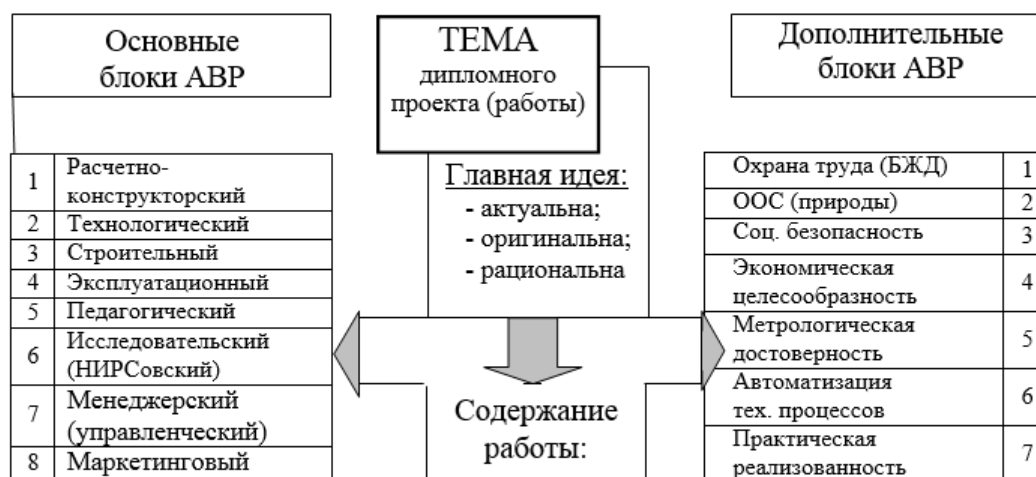 Основные
блоки АВР
ТЕМА
дипломного
проекта (работы)
Дополнительные
блоки АВР
1 Расчетно-
конструкторский
2 Технологический
3 Строительный
4 Эксплуатационный
5 Педагогический
6 Исследовательский
(НИРСовский)
7 Менеджерский
(управленческий)
8 Маркетинговый
Главная идея:
- актуальна;
- оригинальна;
- рациональна
Содержание
работы:
Охрана труда (БЖД) 1
ООС (природы) 2
Соц. безопасность 3
Экономическая
целесообразность 4
Метрологическая
достоверность 5
Автоматизация
тех. процессов 6
Практическая
реализованность 7